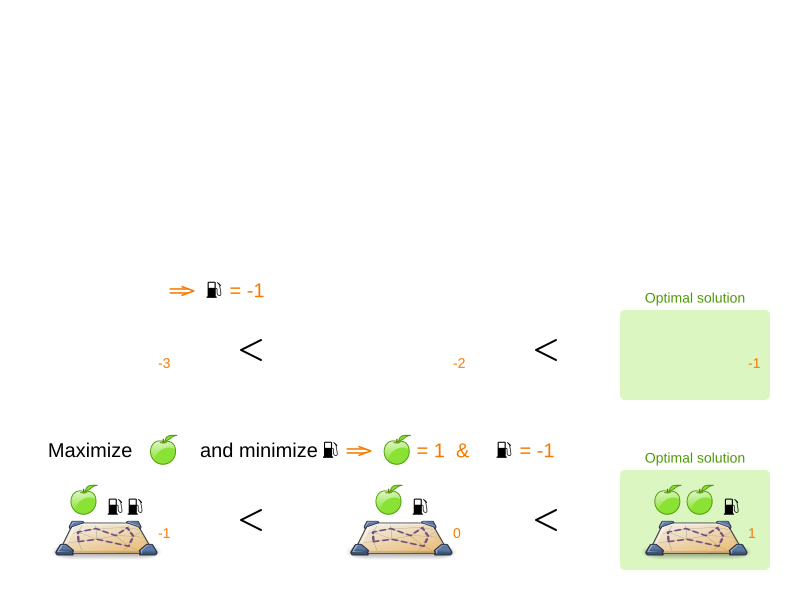 ⇒ = -1
Optimal solution
-3 < -2 < -1
Maximize and minimize ⇒ = 1 & = -1
Optimal solution
-1 < 0 < 1